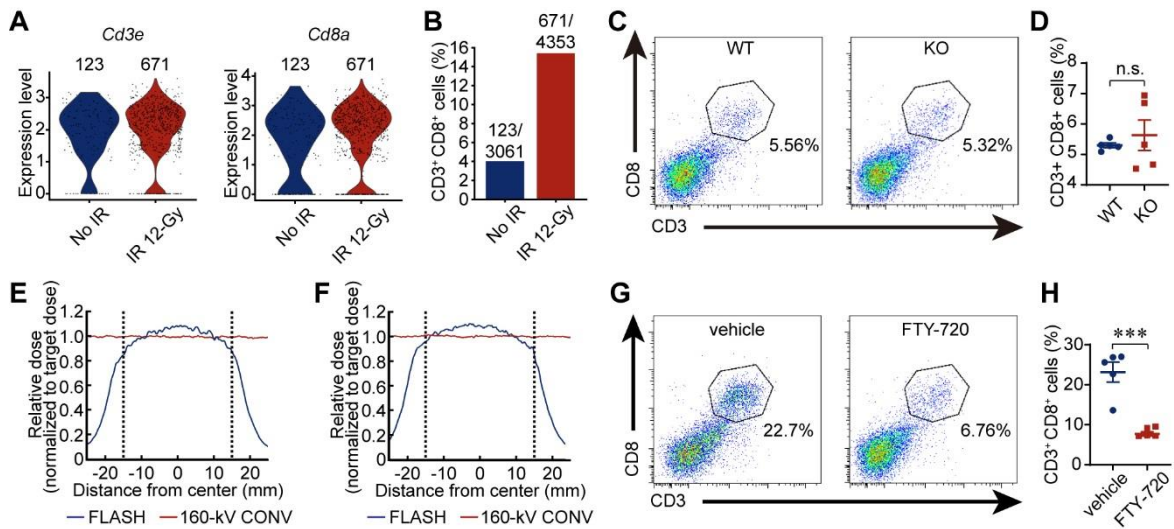 A
Cd3e
123 671
Expression level
3
2
1
0
No IR
IR 12-Gy
Cd8a
123 671
Expression level
3
2
1
0
No IR
IR 12-Gy
B
CD3⁺ CD8⁺ cells (%)
16
14
12
10
8
6
4
2
0
123/
3061
671/
4353
No IR
IR 12-Gy
C
WT
5.56%
KO
5.32%
CD8
CD3
D
CD3+ CD8+ cells (%)
8
7
6
5
4
n.s.
WT
KO
E
Relative dose
(normalized to target dose)
1.2
1.0
0.8
0.6
0.4
0.2
-20 -10 0 10 20
Distance from center (mm)
FLASH 160-kV CONV
F
Relative dose
(normalized to target dose)
1.2
1.0
0.8
0.6
0.4
0.2
-20 -10 0 10 20
Distance from center (mm)
FLASH 160-kV CONV
G
vehicle
22.7%
FTY-720
6.76%
CD8
CD3
H
CD3⁺ CD8⁺ cells (%)
30
20
10
0
***
vehicle
FTY-720